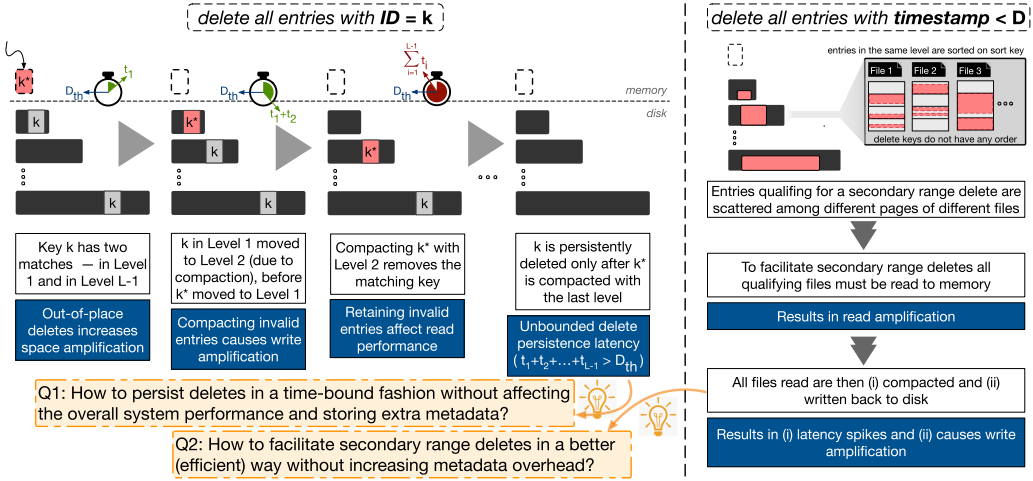 delete all entries with ID = k
k*
t1
Dth
k
k
Dth
t1+t2
k*
k
k
L-1
∑ ti
i=1
Dth
k*
k
memory
disk
Key k has two
matches — in Level
1 and in Level L-1
Out-of-place
deletes increases
space amplification
k in Level 1 moved
to Level 2 (due to
compaction), before
k* moved to Level 1
Compacting invalid
entries causes write
amplification
Compacting k* with
Level 2 removes the
matching key
Retaining invalid
entries affect read
performance
k is persistently
deleted only after k*
is compacted with
the last level
Unbounded delete
persistence latency
( t1+t2+...+tL-1 > Dth)
Q1: How to persist deletes in a time-bound fashion without affecting
the overall system performance and storing extra metadata?
Q2: How to facilitate secondary range deletes in a better
(efficient) way without increasing metadata overhead?
delete all entries with timestamp < D
entries in the same level are sorted on sort key
File 1 File 2 File 3
delete keys do not have any order
Entries qualifing for a secondary range delete are
scattered among different pages of different files
To facilitate secondary range deletes all
qualifying files must be read to memory
Results in read amplification
All files read are then (i) compacted and (ii)
written back to disk
Results in (i) latency spikes and (ii) causes write
amplification